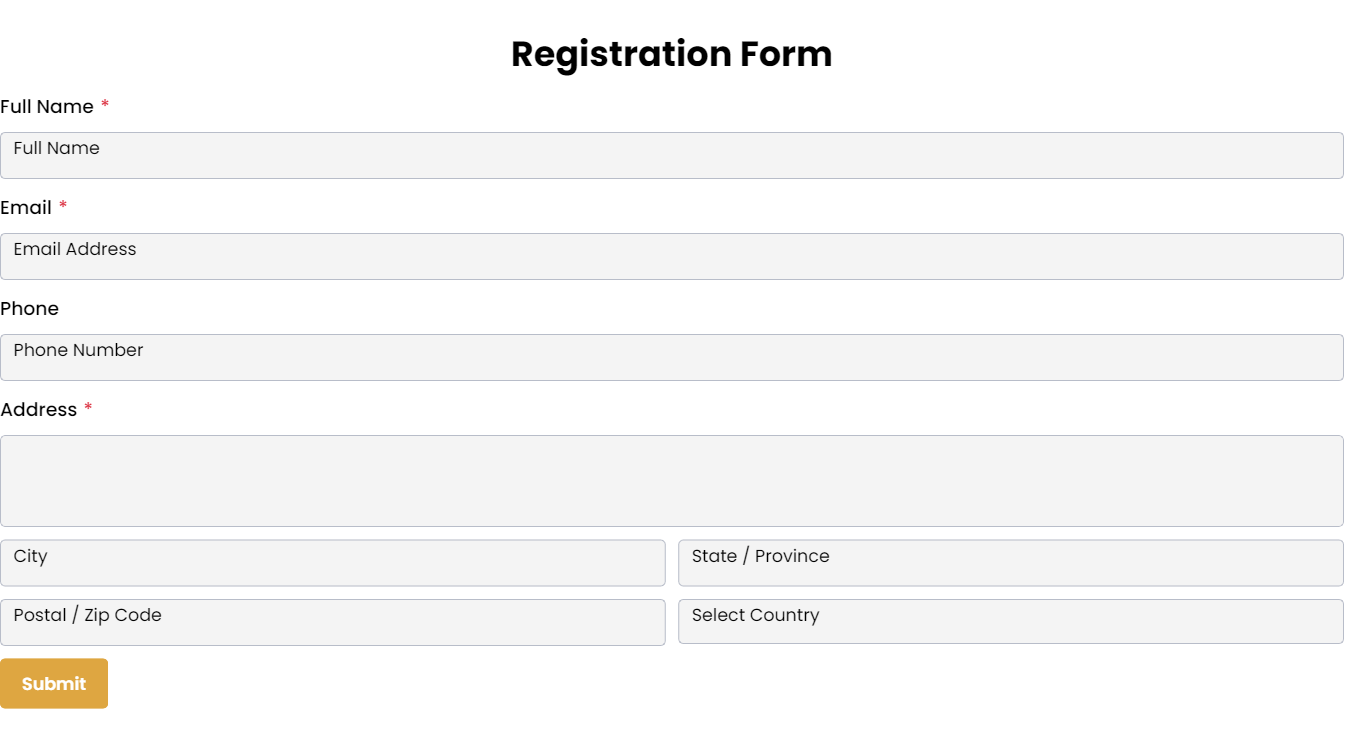 Registration Form
Full Name *
Full Name
Email *
Email Address
Phone
Phone Number
Address *
City
State / Province
Postal / Zip Code
Select Country
Submit